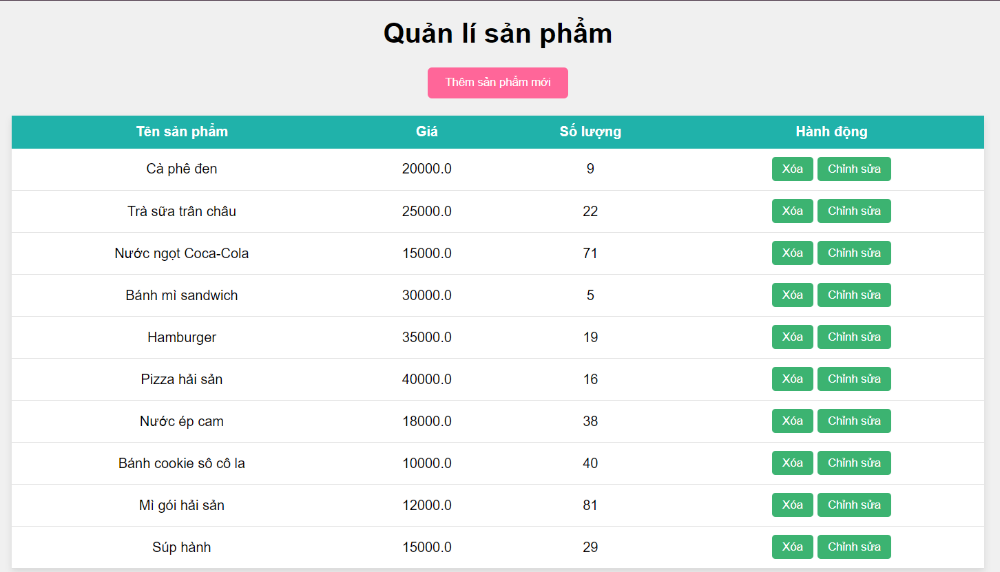 Quản lí sản phẩm
Thêm sản phẩm mới
Tên sản phẩm Giá Số lượng Hành động
Cà phê đen 20000.0 9 Xóa Chỉnh sửa
Trà sữa trân châu 25000.0 22 Xóa Chỉnh sửa
Nước ngọt Coca-Cola 15000.0 71 Xóa Chỉnh sửa
Bánh mì sandwich 30000.0 5 Xóa Chỉnh sửa
Hamburger 35000.0 19 Xóa Chỉnh sửa
Pizza hải sản 40000.0 16 Xóa Chỉnh sửa
Nước ép cam 18000.0 38 Xóa Chỉnh sửa
Bánh cookie sô cô la 10000.0 40 Xóa Chỉnh sửa
Mì gói hải sản 12000.0 81 Xóa Chỉnh sửa
Súp hành 15000.0 29 Xóa Chỉnh sửa